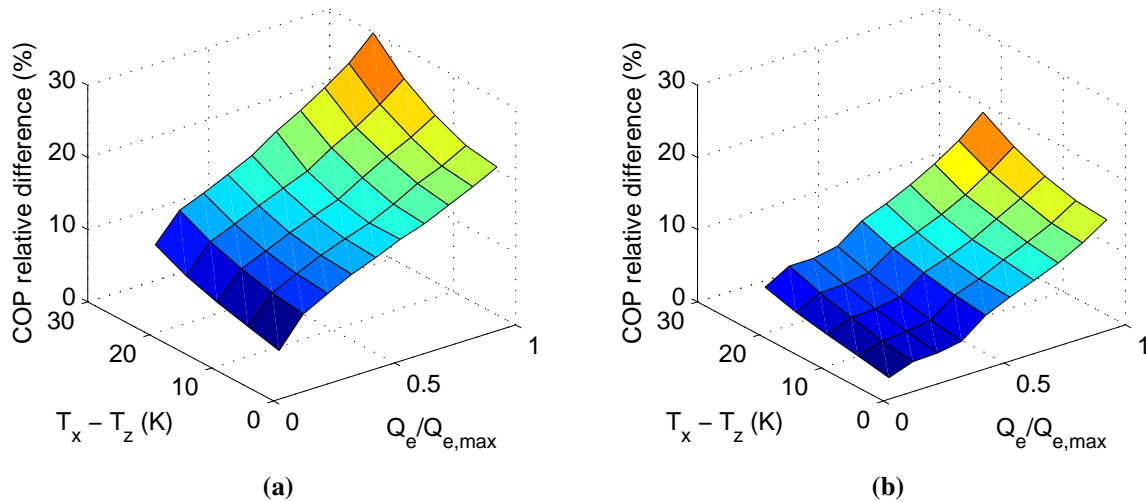 COP relative difference (%)
30
20
10
0
30
20
10
0
T_x − T_z (K)
0
0.5
1
Q_e/Q_e,max
(a)
COP relative difference (%)
30
20
10
0
30
20
10
0
T_x − T_z (K)
0
0.5
1
Q_e/Q_e,max
(b)